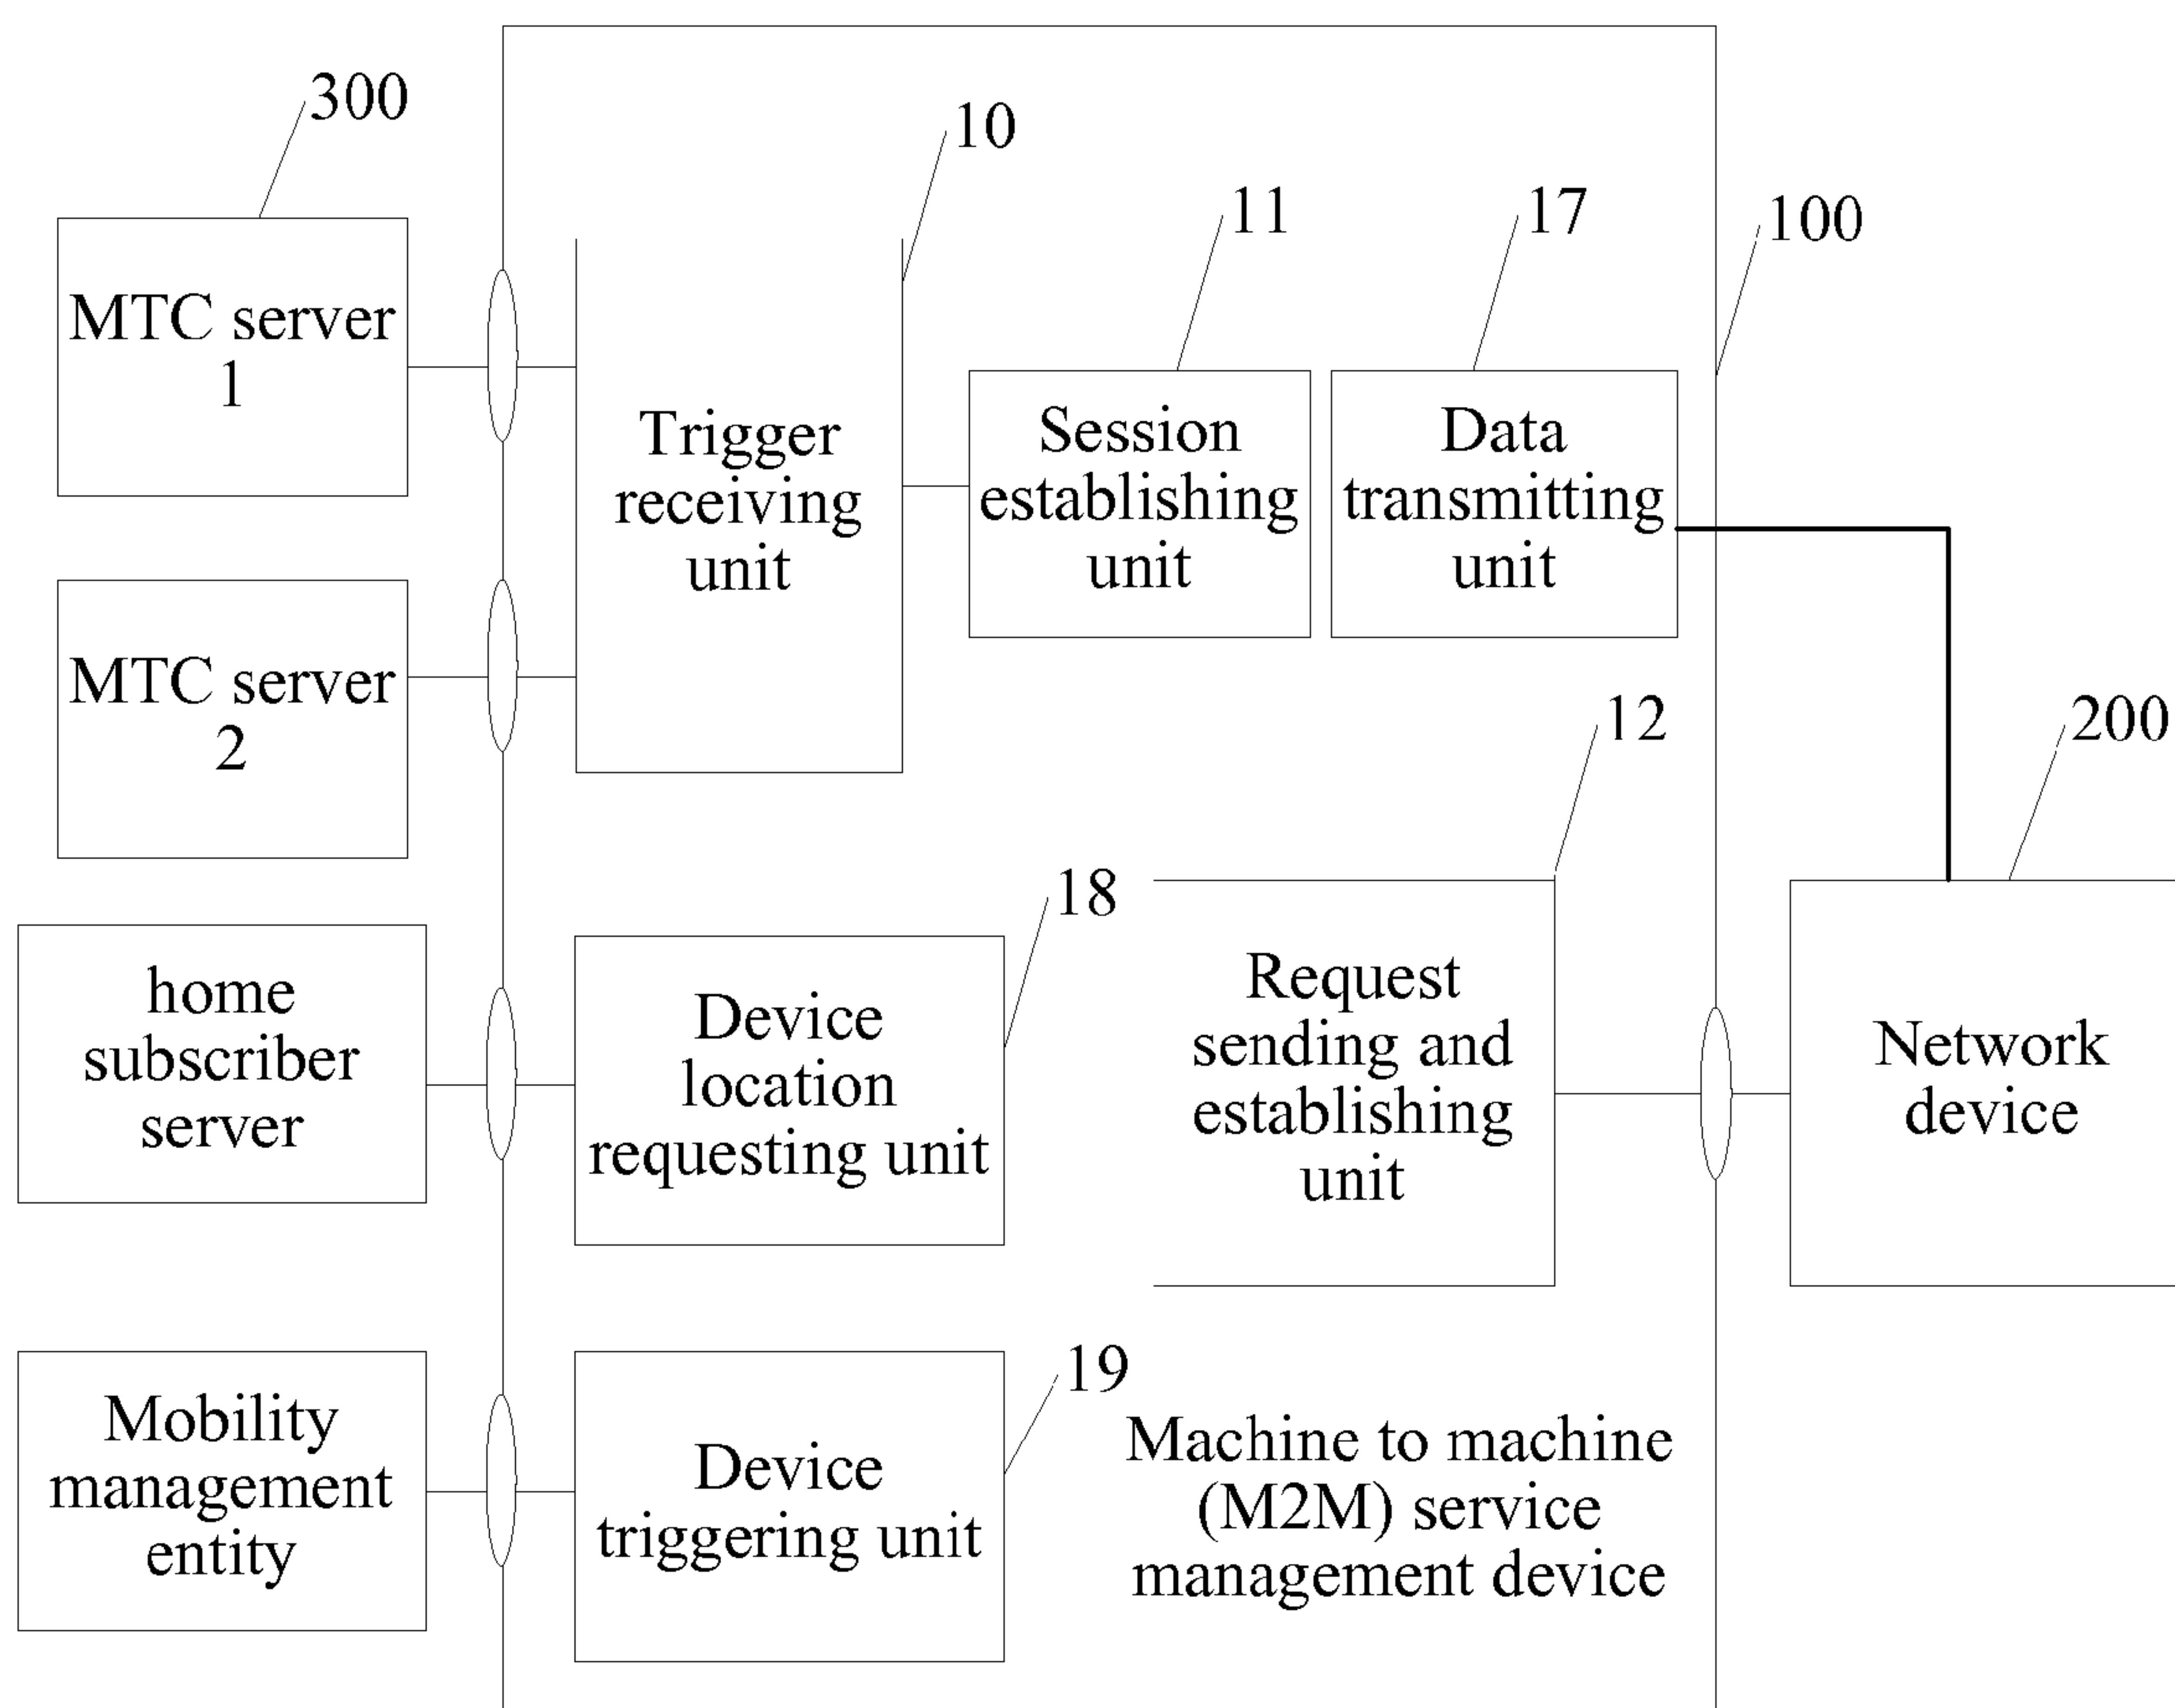 300
10
11
17
100
MTC server
1
Trigger
receiving
unit
Session
establishing
unit
Data
transmitting
unit
MTC server
2
12
200
18
home
subscriber
server
Device
location
requesting unit
Request
sending and
establishing
unit
Network
device
19
Mobility
management
entity
Device
triggering unit
Machine to machine
(M2M) service
management device